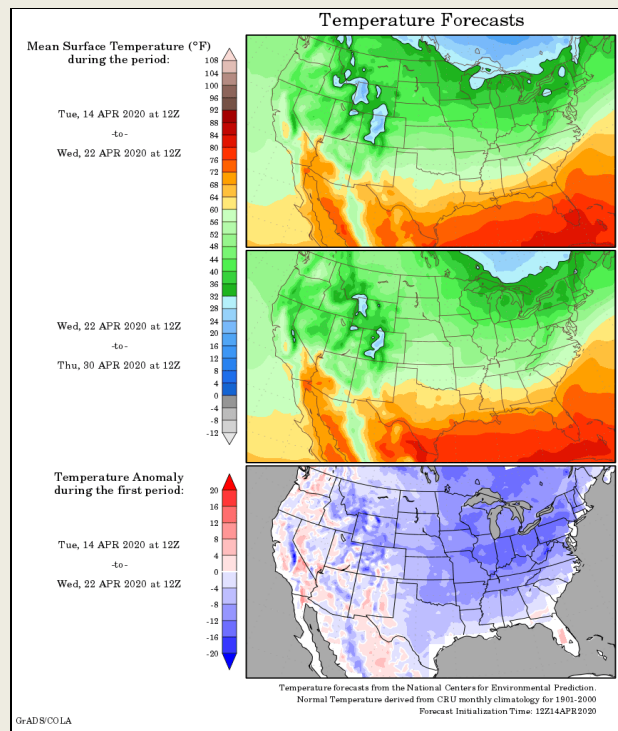 Temperature Forecasts
Mean Surface Temperature (°F)
during the period:
Tue, 14 APR 2020 at 12Z
-to-
Wed, 22 APR 2020 at 12Z
108
104
100
96
92
88
84
80
76
72
68
64
60
56
52
48
44
40
36
32
30
28
24
20
16
12
8
4
0
-4
-8
-12
Wed, 22 APR 2020 at 12Z
-to-
Thu, 30 APR 2020 at 12Z
Temperature Anomaly
during the first period:
Tue, 14 APR 2020 at 12Z
-to-
Wed, 22 APR 2020 at 12Z
20
16
12
8
4
0
-4
-8
-12
-16
-20
Temperature forecasts from the National Centers for Environmental Prediction.
Normal Temperature derived from CRU monthly climatology for 1901-2000
Forecast Initialization Time: 12Z14APR2020
GrADS/COLA